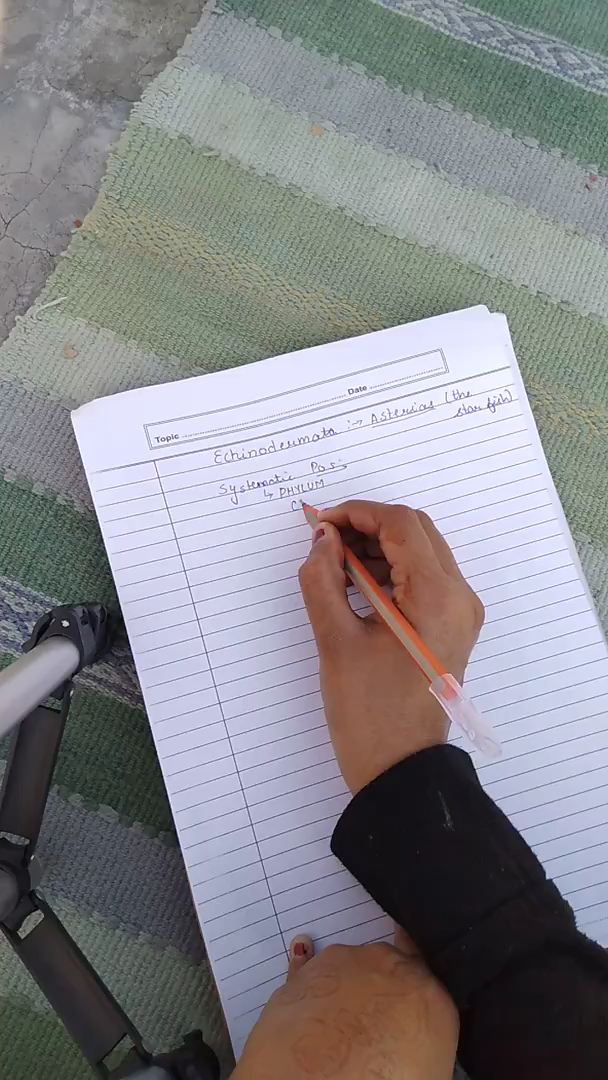 Topic ........................ Date ........................
Echinodermata :→ Asterias (the
star fish)
Systematic Pos :-
↳ PHYLUM
C